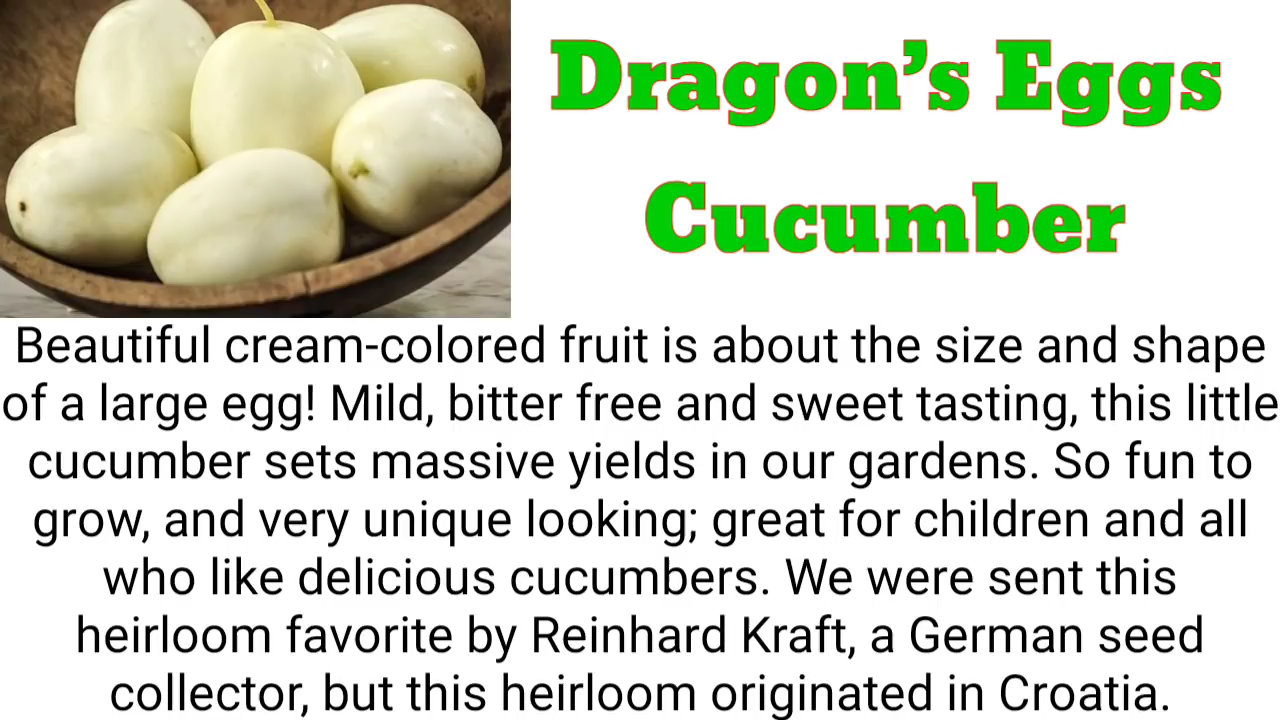 Dragon’s Eggs
Cucumber
Beautiful cream-colored fruit is about the size and shape
of a large egg! Mild, bitter free and sweet tasting, this little
cucumber sets massive yields in our gardens. So fun to
grow, and very unique looking; great for children and all
who like delicious cucumbers. We were sent this
heirloom favorite by Reinhard Kraft, a German seed
collector, but this heirloom originated in Croatia.